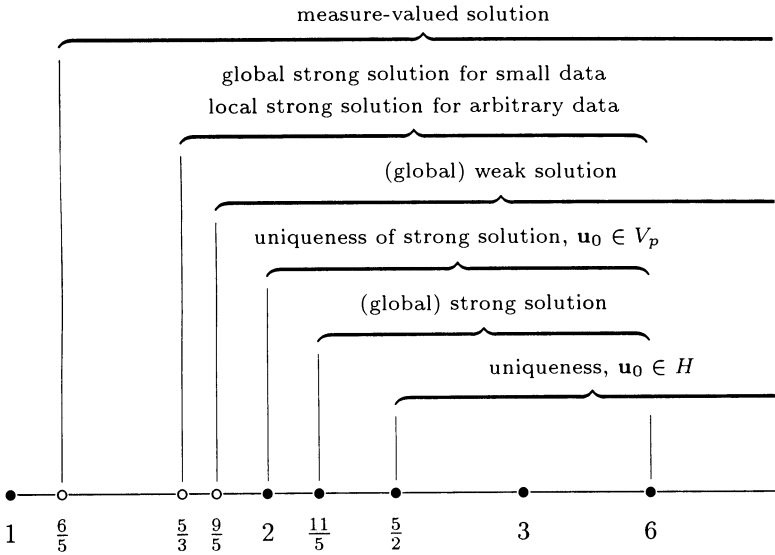 measure-valued solution
global strong solution for small data
local strong solution for arbitrary data
(global) weak solution
uniqueness of strong solution, u₀ ∈ Vₚ
(global) strong solution
uniqueness, u₀ ∈ H
1 6/5 5/3 9/5 2 11/5 5/2 3 6